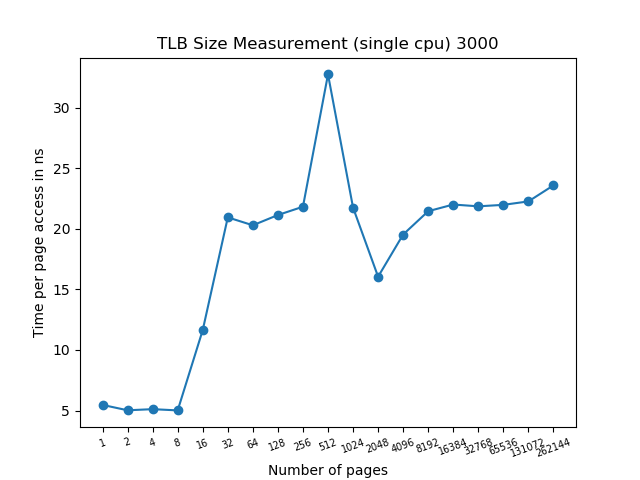 TLB Size Measurement (single cpu) 3000
Time per page access in ns
30
25
20
15
10
5
1 2 4 8 16 32 64 128 256 512 1024 2048 4096 8192 16384 32768 65536 131072 262144
Number of pages